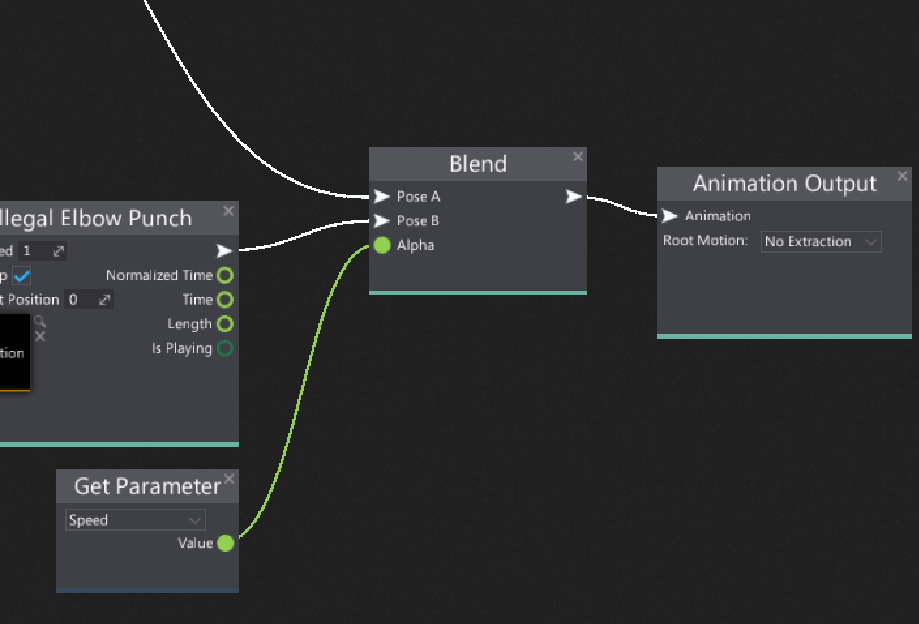 Blend
Pose A
Pose B
Alpha
Animation Output
Animation
Root Motion: No Extraction
llegal Elbow Punch
ed 1
p Normalized Time
t Position 0 Time
Length
tion Is Playing
Get Parameter
Speed
Value